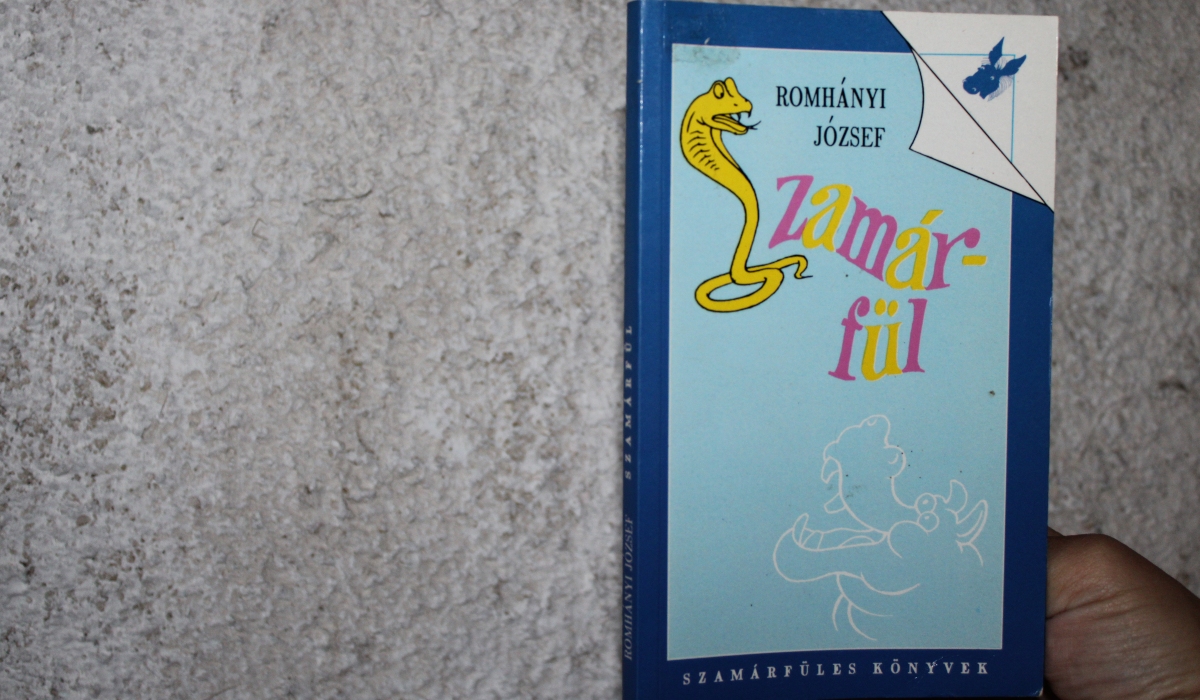 ROMHÁNYI
JÓZSEF
Szamár-
fül
SZAMÁRFÜLES KÖNYVEK
ROMHÁNYI JÓZSEF SZAMÁRFÜL